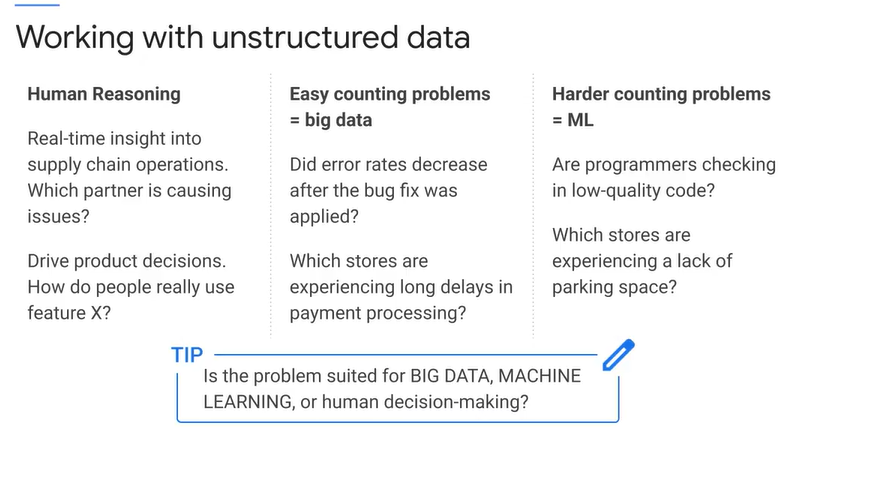 Working with unstructured data
Human Reasoning
Real-time insight into
supply chain operations.
Which partner is causing
issues?
Drive product decisions.
How do people really use
feature X?
Easy counting problems
= big data
Did error rates decrease
after the bug fix was
applied?
Which stores are
experiencing long delays in
payment processing?
Harder counting problems
= ML
Are programmers checking
in low-quality code?
Which stores are
experiencing a lack of
parking space?
TIP
Is the problem suited for BIG DATA, MACHINE
LEARNING, or human decision-making?